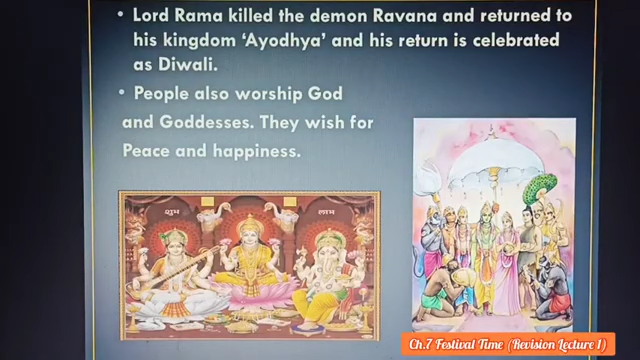 • Lord Rama killed the demon Ravana and returned to
his kingdom ‘Ayodhya’ and his return is celebrated
as Diwali.
• People also worship God
and Goddesses. They wish for
Peace and happiness.
शुभ
लाभ
Ch.7 Festival Time (Revision Lecture 1)